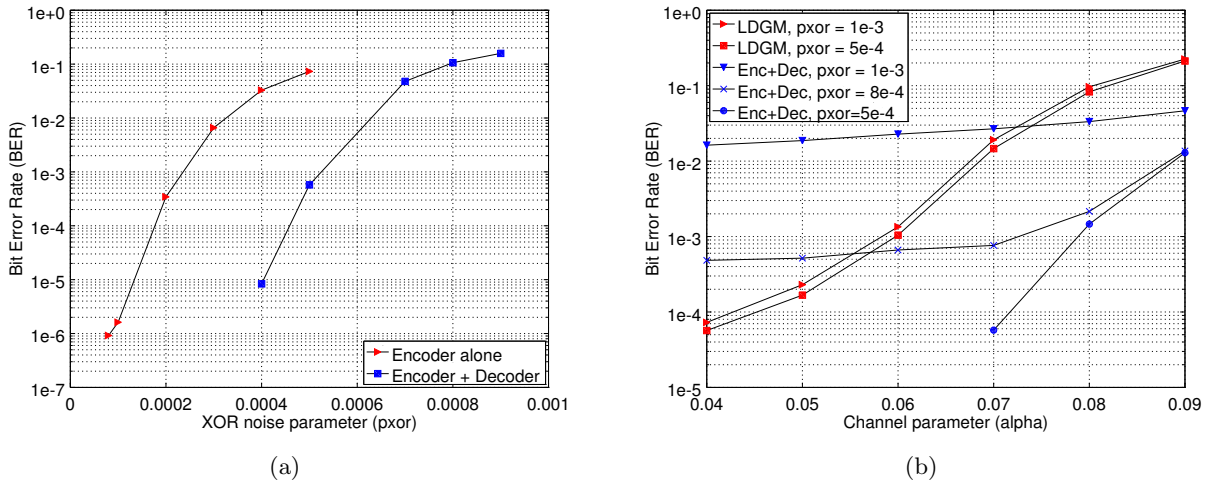 1e+0
1e-1
1e-2
1e-3
1e-4
1e-5
1e-6
1e-7
Bit Error Rate (BER)
0
0.0002
0.0004
0.0006
0.0008
0.001
XOR noise parameter (pxor)
Encoder alone
Encoder + Decoder
(a)
1e+0
1e-1
1e-2
1e-3
1e-4
1e-5
Bit Error Rate (BER)
0.04
0.05
0.06
0.07
0.08
0.09
Channel parameter (alpha)
LDGM, pxor = 1e-3
LDGM, pxor = 5e-4
Enc+Dec, pxor = 1e-3
Enc+Dec, pxor = 8e-4
Enc+Dec, pxor=5e-4
(b)